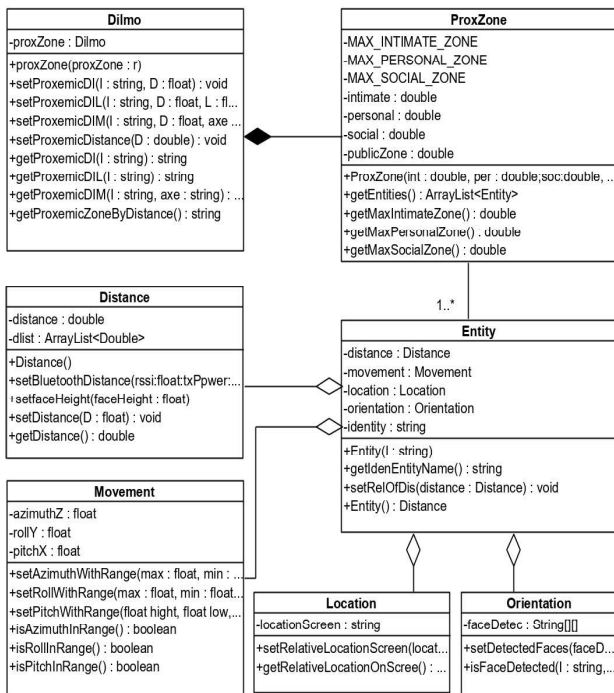 Dilmo
-proxZone : Dilmo
+proxZone(proxZone : r)
+setProxemicDI(I : string, D : float) : void
+setProxemicDIL(I : string, D : float, L : fl...
+setProxemicDIM(I : string, D : float, axe ...
+setProxemicDistance(D : double) : void
+getProxemicDI(I : string) : string
+getProxemicDIL(I : string) : string
+getProxemicDIM(I : string, axe : string) : ...
+getProxemicZoneByDistance() : string
ProxZone
-MAX_INTIMATE_ZONE
-MAX_PERSONAL_ZONE
-MAX_SOCIAL_ZONE
-intimate : double
-personal : double
-social : double
-publicZone : double
+ProxZone(int : double, per : double;soc:double, ...
+getEntities() : ArrayList<Entity>
+getMaxIntimateZone() : double
+getMaxPersonalZone() : double
+getMaxSocialZone() : double
1..*
Distance
-distance : double
-dlist : ArrayList<Double>
+Distance()
+setBluetoothDistance(rssi:float:txPpower:...
+setfaceHeight(faceHeight : float)
+setDistance(D : float) : void
+getDistance() : double
Entity
-distance : Distance
-movement : Movement
-location : Location
-orientation : Orientation
-identity : string
+Entity(I : string)
+getIdenEntityName() : string
+setRelOfDis(distance : Distance) : void
+Entity() : Distance
Movement
-azimuthZ : float
-rollY : float
-pitchX : float
+setAzimuthWithRange(max : float, min : ...
+setRollWithRange(max : float, min : float...
+setPitchWithRange(float hight, float low,...
+isAzimuthInRange() : boolean
+isRollInRange() : boolean
+isPitchInRange() : boolean
Location
-locationScreen : string
+setRelativeLocationScreen(locat...
+getRelativeLocationOnScree() : ...
Orientation
-faceDetec : String[][]
+setDetectedFaces(faceD...
+isFaceDetected(I : string,...